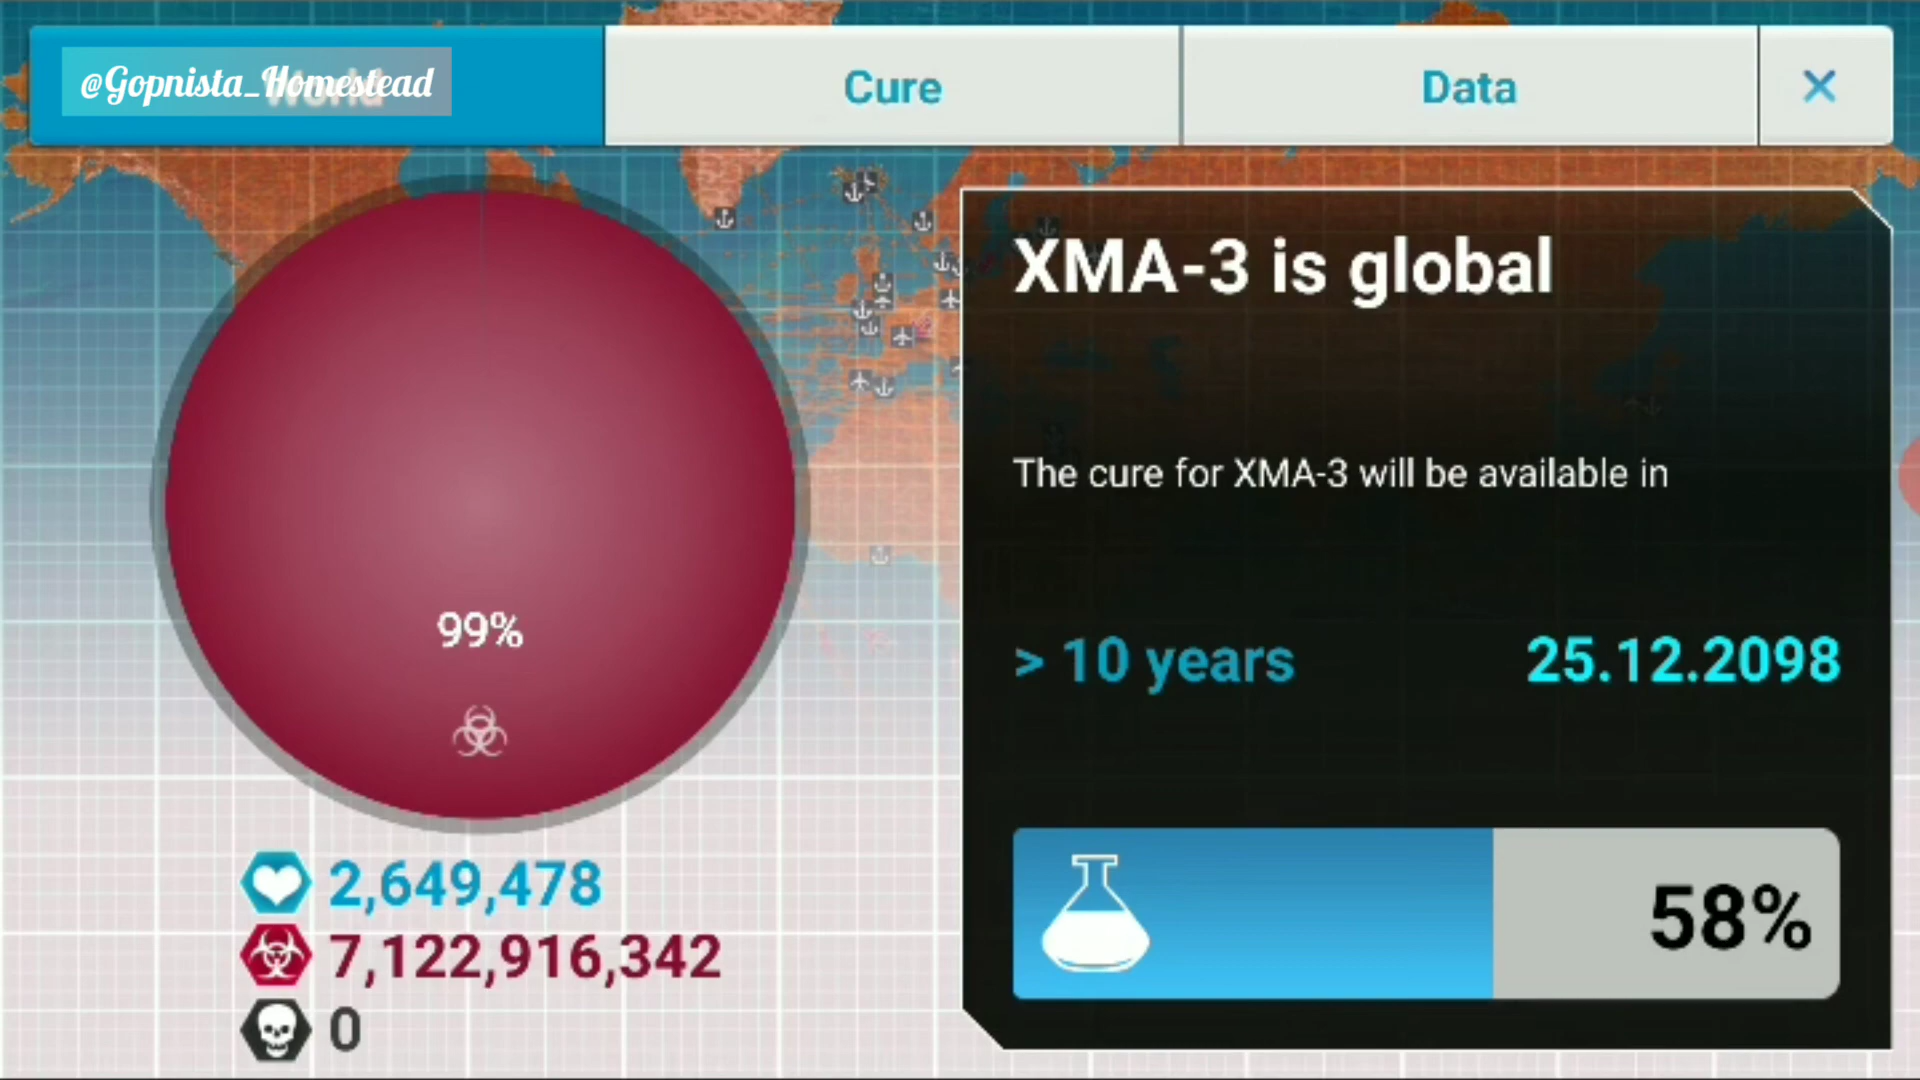 @Gopnista_Homestead
World
Cure
Data
XMA-3 is global
The cure for XMA-3 will be available in
> 10 years
25.12.2098
99%
58%
2,649,478
7,122,916,342
0